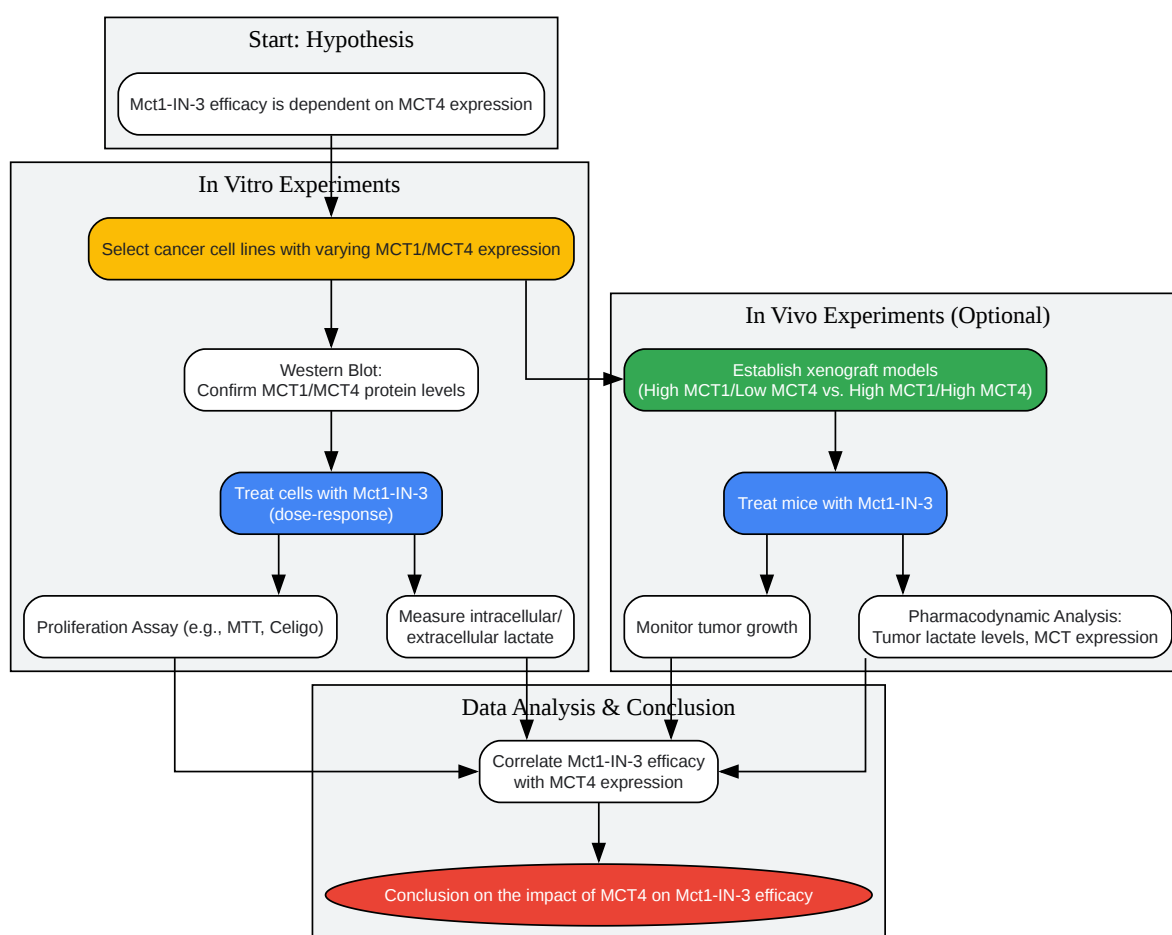 Start: Hypothesis
Mct1-IN-3 efficacy is dependent on MCT4 expression
In Vitro Experiments
Select cancer cell lines with varying MCT1/MCT4 expression
Western Blot:
Confirm MCT1/MCT4 protein levels
Treat cells with Mct1-IN-3
(dose-response)
Proliferation Assay (e.g., MTT, Celigo)
Measure intracellular/
extracellular lactate
In Vivo Experiments (Optional)
Establish xenograft models
(High MCT1/Low MCT4 vs. High MCT1/High MCT4)
Treat mice with Mct1-IN-3
Monitor tumor growth
Pharmacodynamic Analysis:
Tumor lactate levels, MCT expression
Data Analysis & Conclusion
Correlate Mct1-IN-3 efficacy
with MCT4 expression
Conclusion on the impact of MCT4 on Mct1-IN-3 efficacy